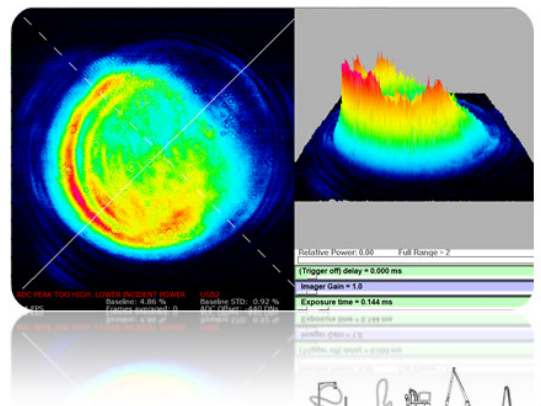 ADC PEAK TOO HIGH. LOWER INCIDENT POWER USB2
Baseline: 4.86 % Baseline STD: 0.92 %
FPS Frames averaged: 0 ADC Offset: -440 DNs
Relative Power: 0.00 Full Range = 2
(Trigger off) delay = 0.000 ms
Imager Gain = 1.0
Exposure time = 0.144 ms